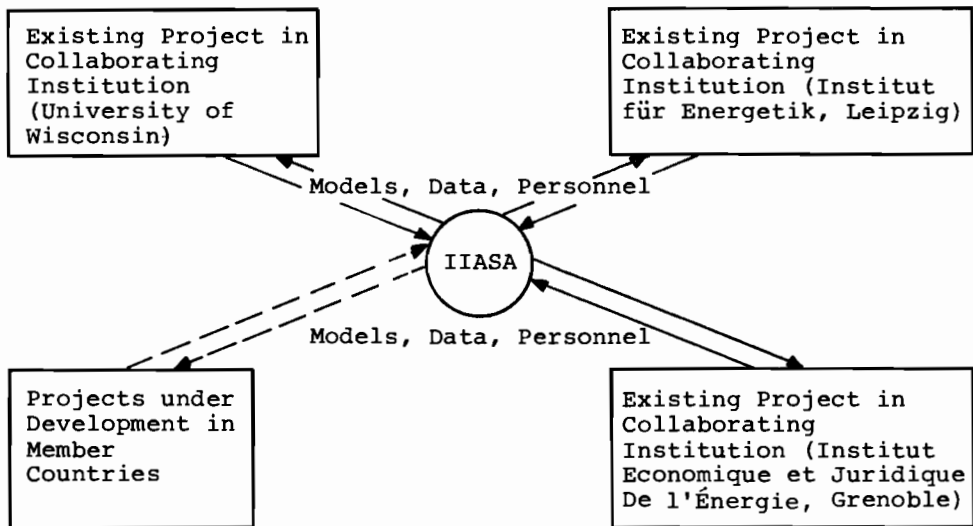 Existing Project in
Collaborating
Institution
(University of
Wisconsin)
Existing Project in
Collaborating
Institution (Institut
für Energetik, Leipzig)
Models, Data, Personnel
IIASA
Models, Data, Personnel
Projects under
Development in
Member
Countries
Existing Project in
Collaborating
Institution (Institut
Economique et Juridique
De l'Énergie, Grenoble)